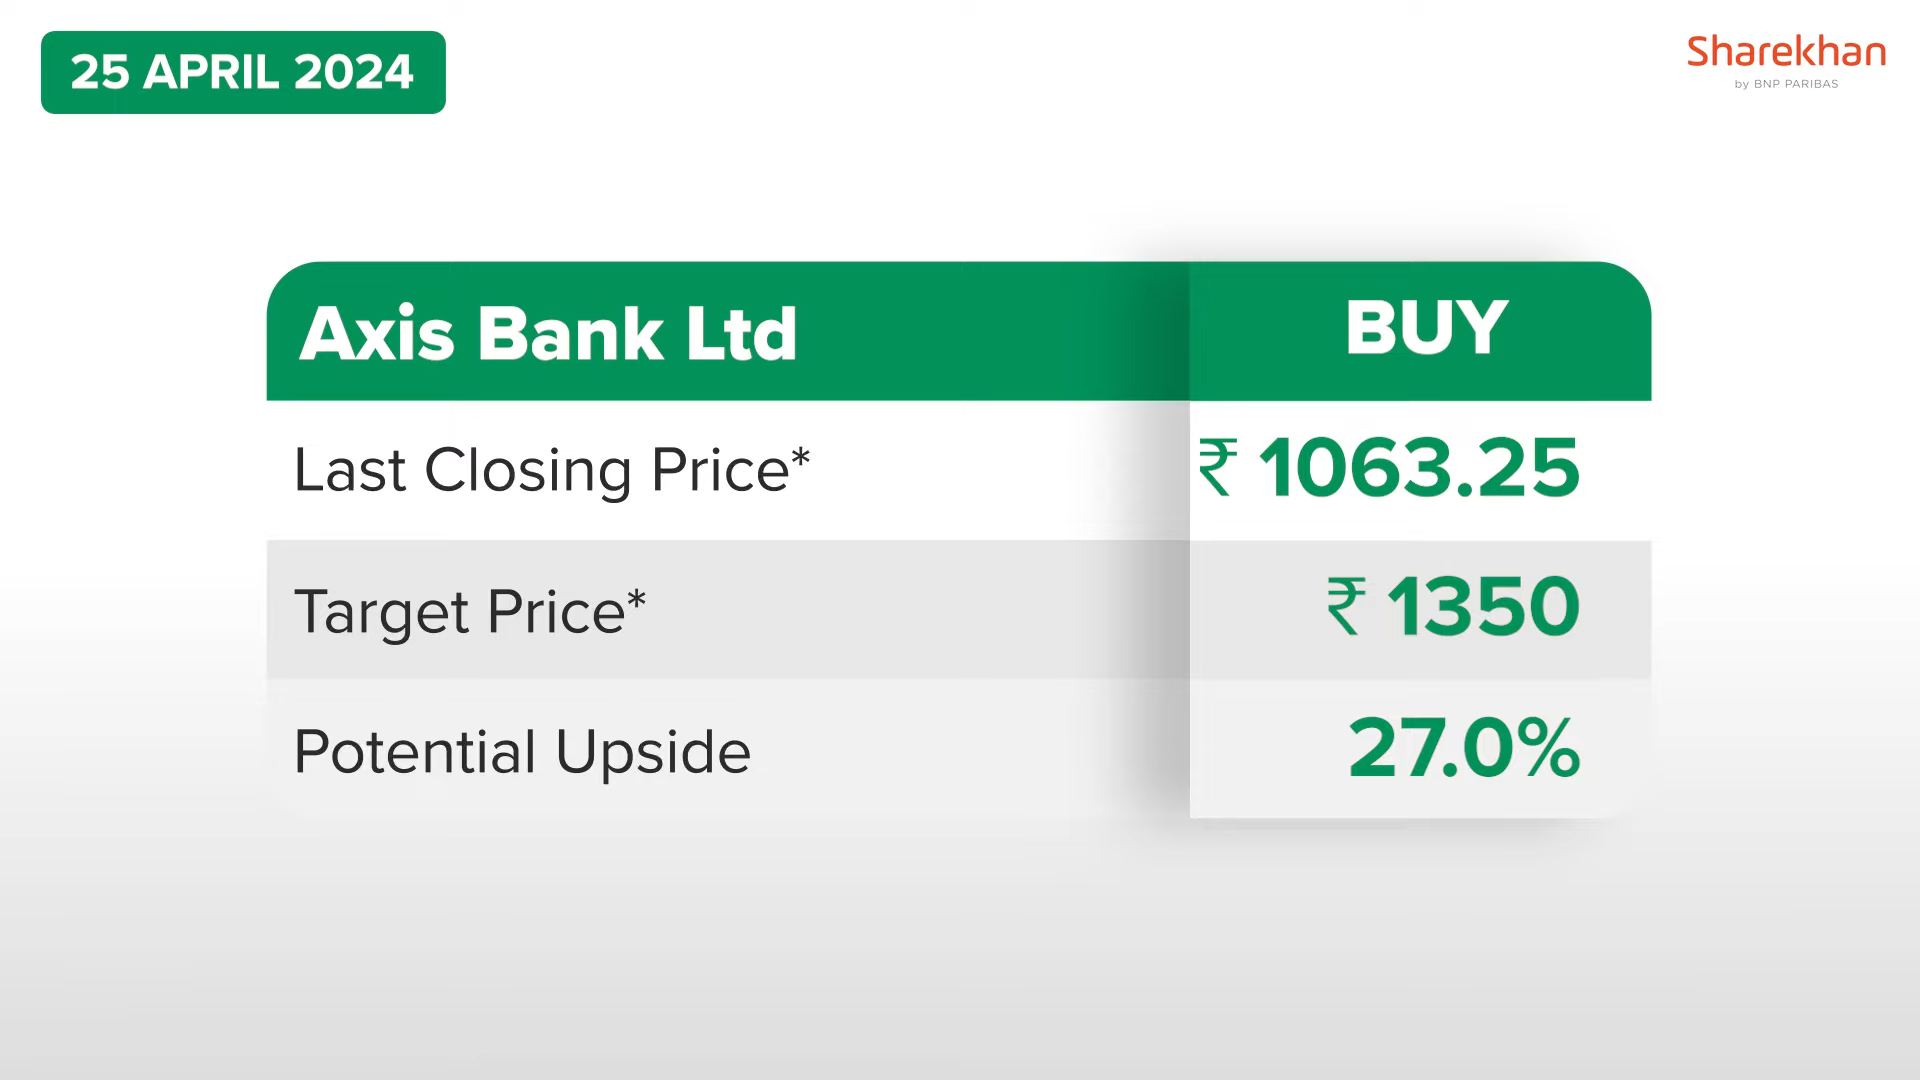 25 APRIL 2024
Sharekhan
by BNP PARIBAS
Axis Bank Ltd BUY
Last Closing Price* ₹ 1063.25
Target Price* ₹ 1350
Potential Upside 27.0%